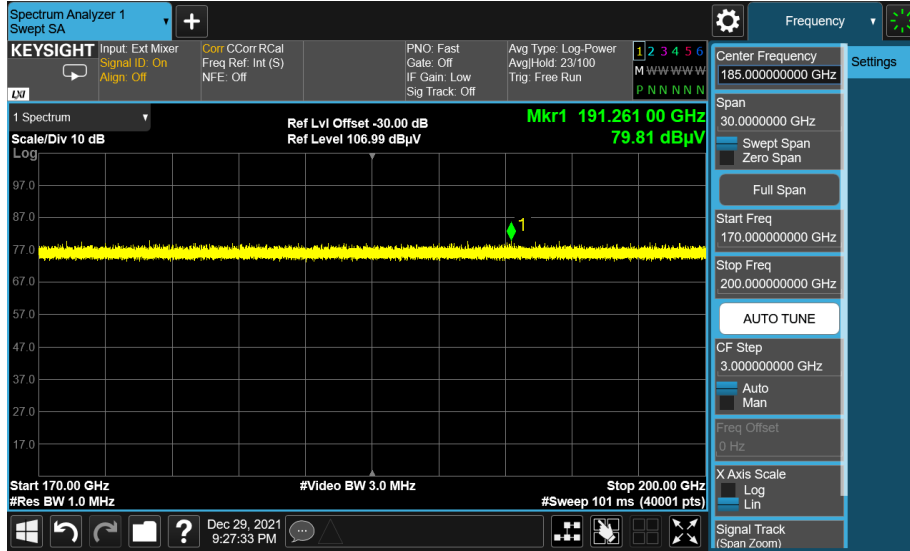 Spectrum Analyzer 1
Swept SA
Frequency
KEYSIGHT
LXI
Input: Ext Mixer
Signal ID: On
Align: Off
Corr CCorr RCal
Freq Ref: Int (S)
NFE: Off
PNO: Fast
Gate: Off
IF Gain: Low
Sig Track: Off
Avg Type: Log-Power
Avg|Hold: 23/100
Trig: Free Run
1 2 3 4 5 6
M W W W W W
P N N N N N
1 Spectrum
Scale/Div 10 dB
Log
Ref Lvl Offset -30.00 dB
Ref Level 106.99 dBµV
Mkr1 191.261 00 GHz
79.81 dBµV
97.0
87.0
77.0
67.0
57.0
47.0
37.0
27.0
17.0
1
Start 170.00 GHz
#Res BW 1.0 MHz
#Video BW 3.0 MHz
Stop 200.00 GHz
#Sweep 101 ms (40001 pts)
?
Dec 29, 2021
9:27:33 PM
Center Frequency
185.000000000 GHz
Span
30.0000000 GHz
Swept Span
Zero Span
Full Span
Start Freq
170.000000000 GHz
Stop Freq
200.000000000 GHz
AUTO TUNE
CF Step
3.000000000 GHz
Auto
Man
Freq Offset
0 Hz
X Axis Scale
Log
Lin
Signal Track
(Span Zoom)
Settings